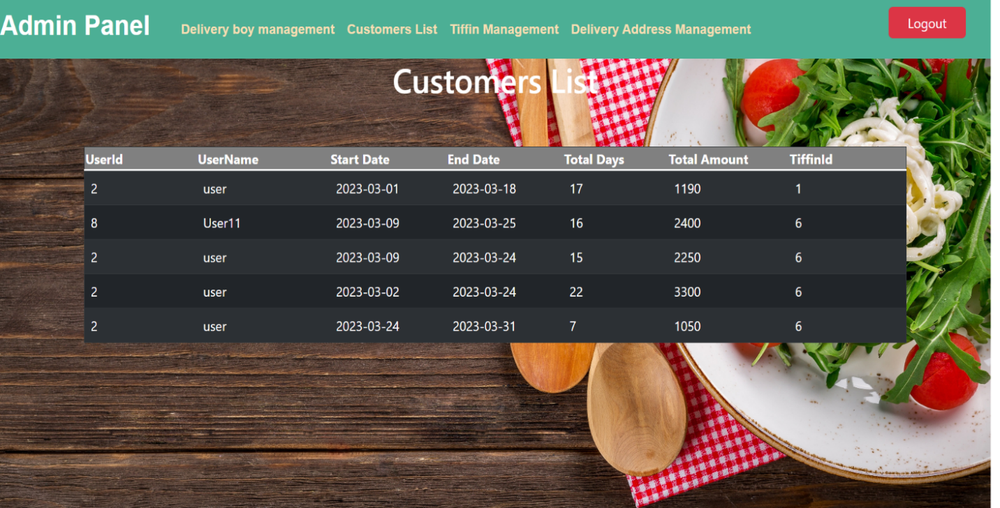 Admin Panel Delivery boy management Customers List Tiffin Management Delivery Address Management Logout
Customers List
UserId UserName Start Date End Date Total Days Total Amount TiffinId
2 user 2023-03-01 2023-03-18 17 1190 1
8 User11 2023-03-09 2023-03-25 16 2400 6
2 user 2023-03-09 2023-03-24 15 2250 6
2 user 2023-03-02 2023-03-24 22 3300 6
2 user 2023-03-24 2023-03-31 7 1050 6